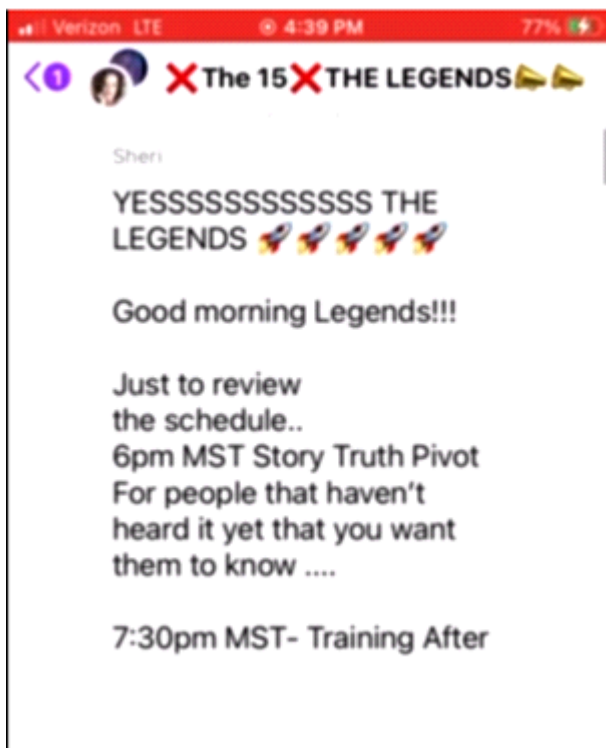 Verizon LTE 4:39 PM 77%
1 ❌The 15❌THE LEGENDS📣📣
Sheri
YESSSSSSSSSSSS THE
LEGENDS 🚀🚀🚀🚀🚀
Good morning Legends!!!
Just to review
the schedule..
6pm MST Story Truth Pivot
For people that haven’t
heard it yet that you want
them to know ....
7:30pm MST- Training After